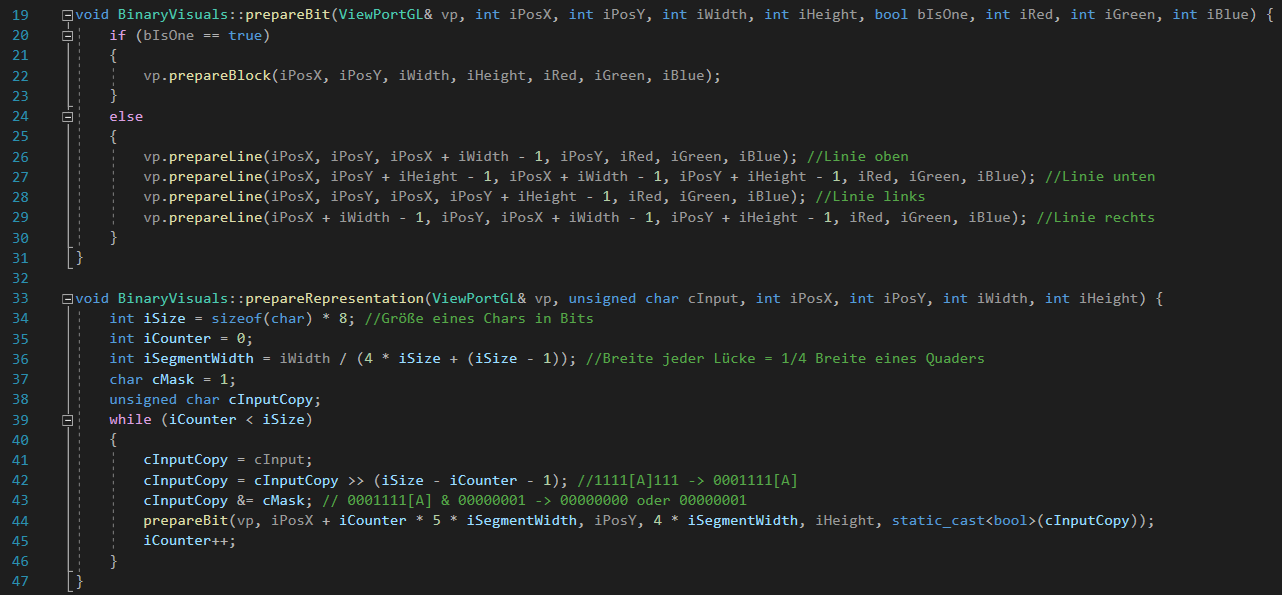 19 void BinaryVisuals::prepareBit(ViewPortGL& vp, int iPosX, int iPosY, int iWidth, int iHeight, bool bIsOne, int iRed, int iGreen, int iBlue) {
20     if (bIsOne == true)
21     {
22         vp.prepareBlock(iPosX, iPosY, iWidth, iHeight, iRed, iGreen, iBlue);
23     }
24     else
25     {
26         vp.prepareLine(iPosX, iPosY, iPosX + iWidth - 1, iPosY, iRed, iGreen, iBlue); //Linie oben
27         vp.prepareLine(iPosX, iPosY + iHeight - 1, iPosX + iWidth - 1, iPosY + iHeight - 1, iRed, iGreen, iBlue); //Linie unten
28         vp.prepareLine(iPosX, iPosY, iPosX, iPosY + iHeight - 1, iRed, iGreen, iBlue); //Linie links
29         vp.prepareLine(iPosX + iWidth - 1, iPosY, iPosX + iWidth - 1, iPosY + iHeight - 1, iRed, iGreen, iBlue); //Linie rechts
30     }
31 }
32
33 void BinaryVisuals::prepareRepresentation(ViewPortGL& vp, unsigned char cInput, int iPosX, int iPosY, int iWidth, int iHeight) {
34     int iSize = sizeof(char) * 8; //Größe eines Chars in Bits
35     int iCounter = 0;
36     int iSegmentWidth = iWidth / (4 * iSize + (iSize - 1)); //Breite jeder Lücke = 1/4 Breite eines Quaders
37     char cMask = 1;
38     unsigned char cInputCopy;
39     while (iCounter < iSize)
40     {
41         cInputCopy = cInput;
42         cInputCopy = cInputCopy >> (iSize - iCounter - 1); //1111[A]111 -> 0001111[A]
43         cInputCopy &= cMask; // 0001111[A] & 00000001 -> 00000000 oder 00000001
44         prepareBit(vp, iPosX + iCounter * 5 * iSegmentWidth, iPosY, 4 * iSegmentWidth, iHeight, static_cast<bool>(cInputCopy));
45         iCounter++;
46     }
47 }